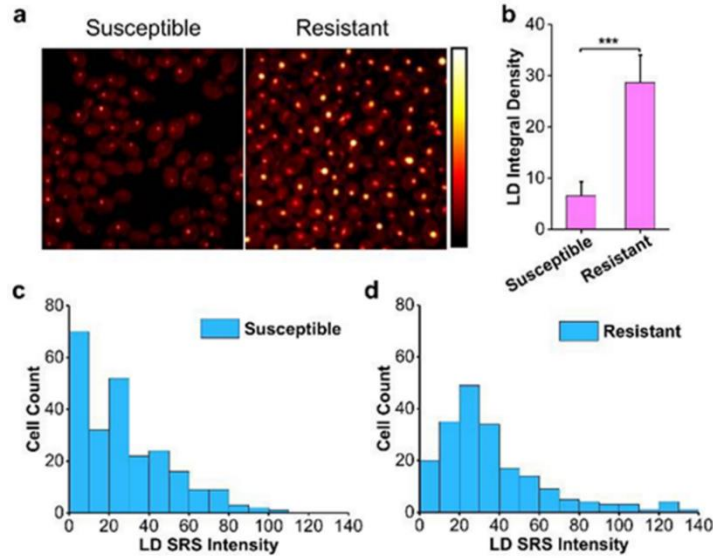 a
Susceptible Resistant
b
LD Integral Density
40
30
20
10
0
***
Susceptible
Resistant
c
Cell Count
80
60
40
20
0
Susceptible
0 20 40 60 80 100 120 140
LD SRS Intensity
d
Cell Count
80
60
40
20
0
Resistant
0 20 40 60 80 100 120 140
LD SRS Intensity